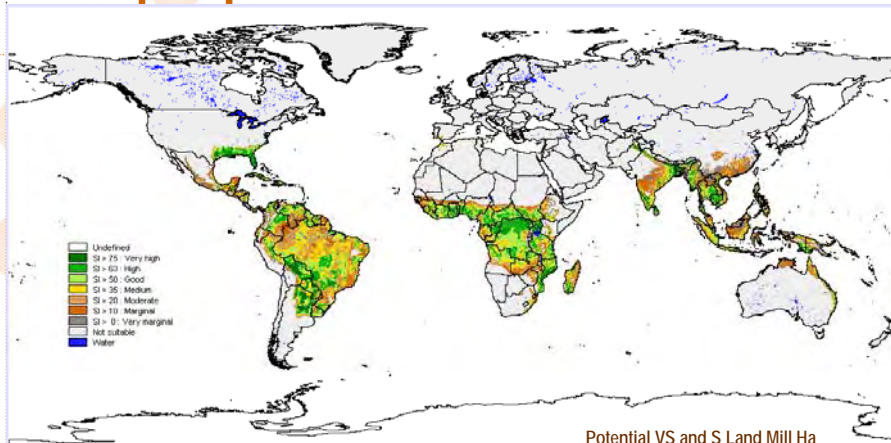 Undefined
SI > 75 : Very high
SI > 63 : High
SI > 50 : Good
SI > 35 : Medium
SI > 20 : Moderate
SI > 10 : Marginal
SI > 0 : Very marginal
Not suitable
Water
Potential VS and S Land Mill Ha